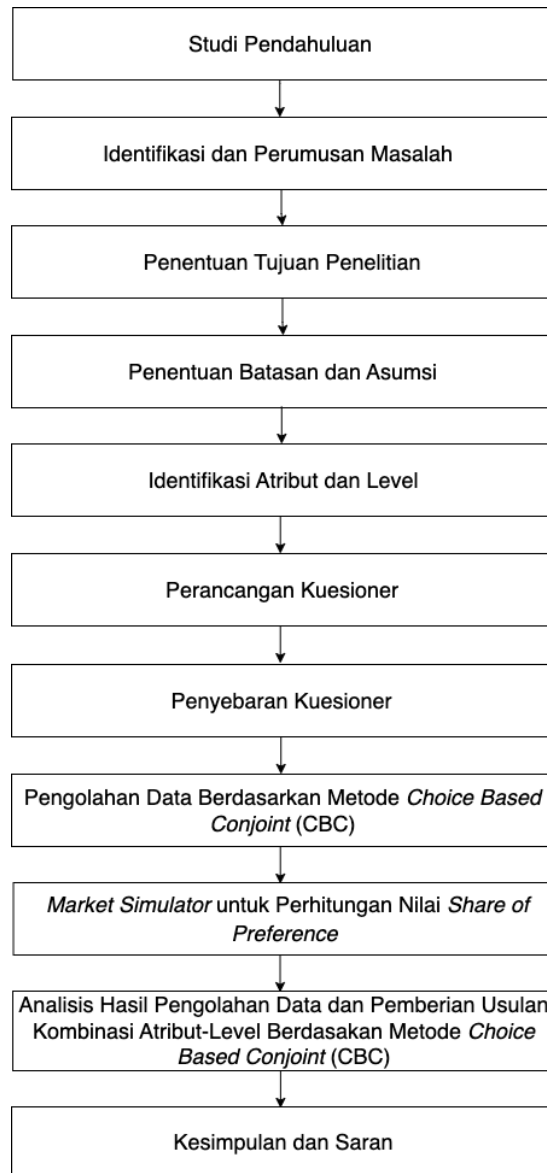 Studi Pendahuluan
Identifikasi dan Perumusan Masalah
Penentuan Tujuan Penelitian
Penentuan Batasan dan Asumsi
Identifikasi Atribut dan Level
Perancangan Kuesioner
Penyebaran Kuesioner
Pengolahan Data Berdasarkan Metode Choice Based
Conjoint (CBC)
Market Simulator untuk Perhitungan Nilai Share of
Preference
Analisis Hasil Pengolahan Data dan Pemberian Usulan
Kombinasi Atribut-Level Berdasakan Metode Choice
Based Conjoint (CBC)
Kesimpulan dan Saran